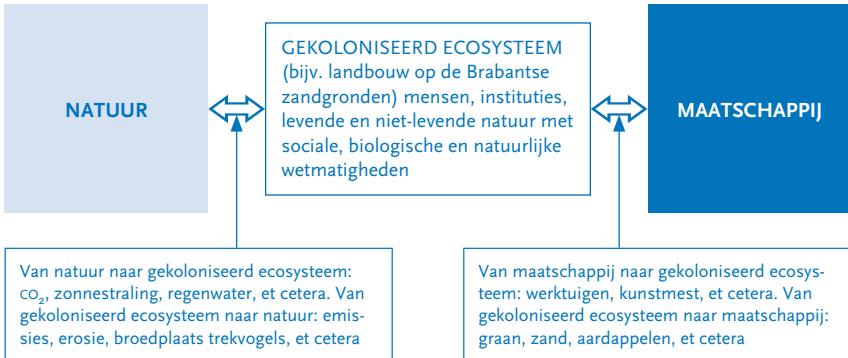 NATUUR
GEKOLONISEERD ECOSYSTEEM
(bijv. landbouw op de Brabantse
zandgronden) mensen, instituties,
levende en niet-levende natuur met
sociale, biologische en natuurlijke
wetmatigheden
MAATSCHAPPIJ
Van natuur naar gekoloniseerd ecosysteem:
CO₂, zonnestraling, regenwater, et cetera. Van
gekoloniseerd ecosysteem naar natuur: emis-
sies, erosie, broedplaats trekvogels, et cetera
Van maatschappij naar gekoloniseerd ecosys-
teem: werktuigen, kunstmest, et cetera. Van
gekoloniseerd ecosysteem naar maatschappij:
graan, zand, aardappelen, et cetera